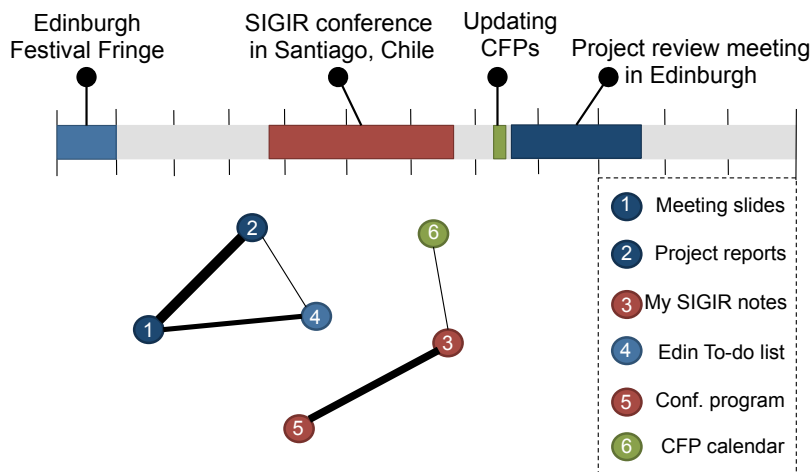 Edinburgh
Festival Fringe
SIGIR conference
in Santiago, Chile
Updating
CFPs
Project review meeting
in Edinburgh
1 Meeting slides
2 Project reports
3 My SIGIR notes
4 Edin To-do list
5 Conf. program
6 CFP calendar
2
6
4
1
3
5